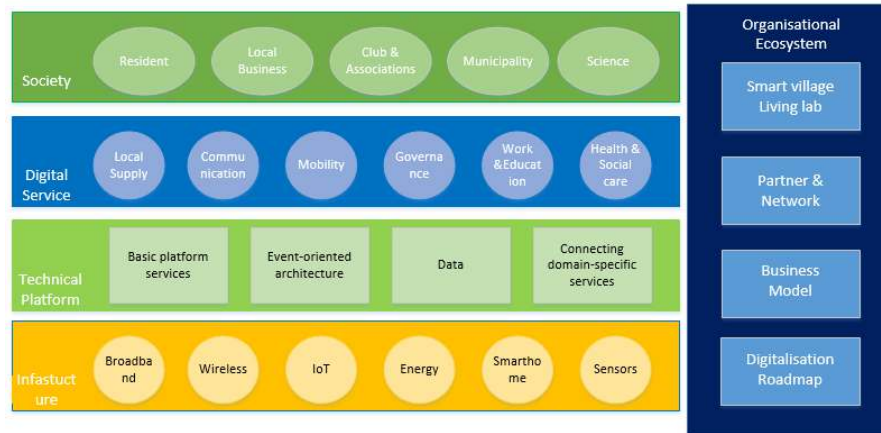 Society
Resident
Local
Business
Club &
Associations
Municipality
Science
Digital
Service
Local
Supply
Commu
nication
Mobility
Governa
nce
Work
&Educat
ion
Health &
Social
care
Technical
Platform
Basic platform
services
Event-oriented
architecture
Data
Connecting
domain-specific
services
Infastuct
ure
Broadba
nd
Wireless
IoT
Energy
Smartho
me
Sensors
Organisational
Ecosystem
Smart village
Living lab
Partner &
Network
Business
Model
Digitalisation
Roadmap